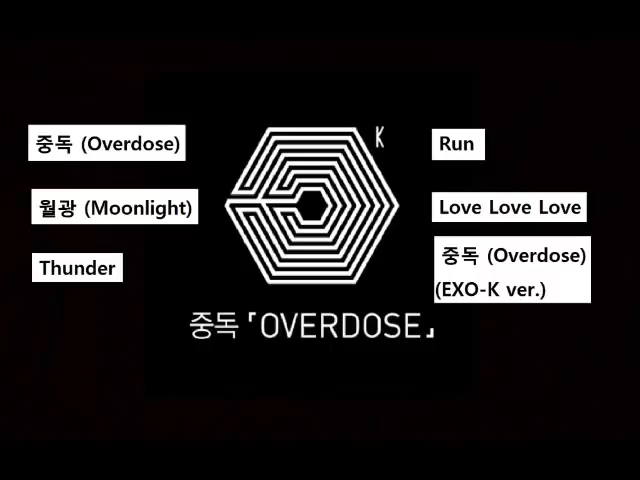 중독 (Overdose)
월광 (Moonlight)
Thunder
K
중독「OVERDOSE」
Run
Love Love Love
중독 (Overdose)
(EXO-K ver.)